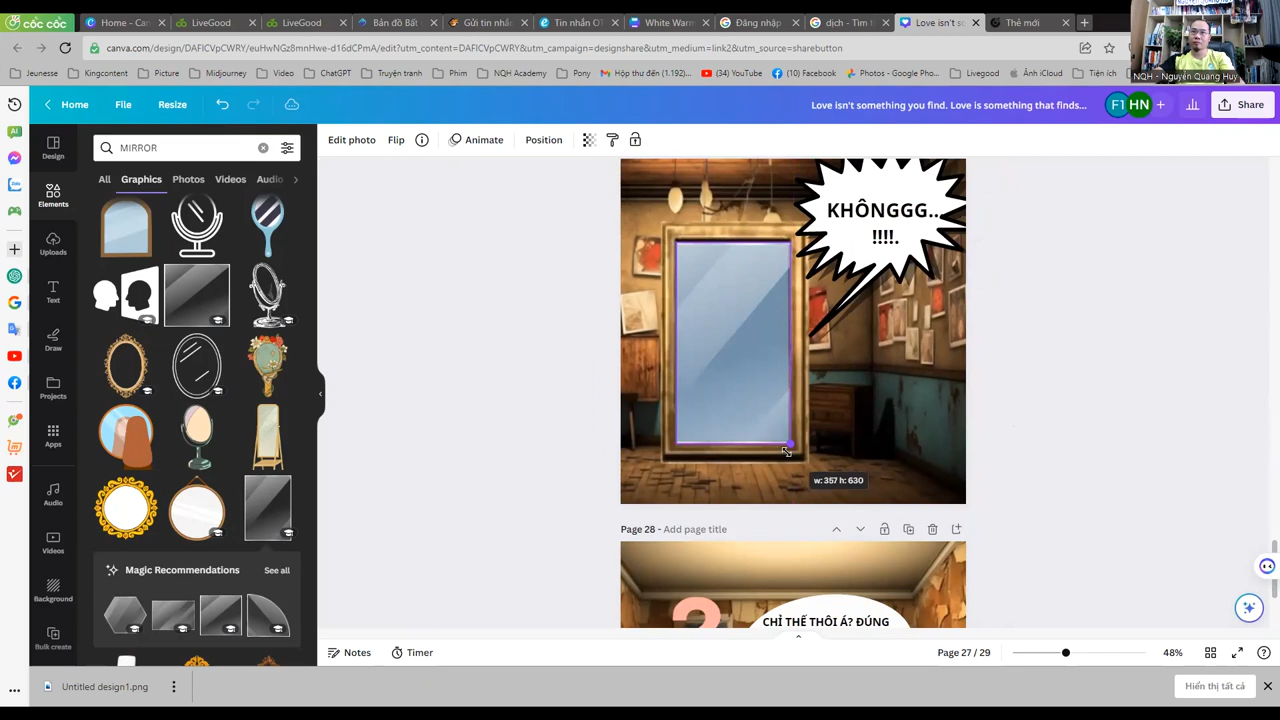 CỐC CỐC
Home - Can
LiveGood
LiveGood
Bản đồ Bất
Gửi tin nhắ
Tin nhắn OT
White Warm
Đăng nhập
dịch - Tìm
Love isn't so
Thẻ mới
canva.com/design/DAFlCVpCWRY/euHwNGz8mnHwe-d16dCPmA/edit?utm_content=DAFlCVpCWRY&utm_campaign=designshare&utm_medium=link2&utm_source=sharebutton
Jeunesse
Kingcontent
Picture
Midjourney
Video
ChatGPT
Truyện tranh
Phim
NQH Academy
Pony
Hộp thư đến (1.192)...
(34) YouTube
(10) Facebook
Photos - Google Pho...
Livegood
Ảnh iCloud
Tiện ích
NQH - Nguyễn Quang Huy
Home
File
Resize
Love isn't something you find. Love is something that finds...
F1
HN
Share
Design
Elements
Uploads
Text
Draw
Projects
Apps
Audio
Videos
Background
Bulk create
MIRROR
All
Graphics
Photos
Videos
Audio
Magic Recommendations
See all
Edit photo
Flip
Animate
Position
KHÔNGGG...
!!!!.
w: 357 h: 630
Page 28 - Add page title
?
CHỈ THẾ THÔI Á? ĐÚNG
Notes
Timer
Page 27 / 29
48%
Untitled design1.png
Hiển thị tất cả